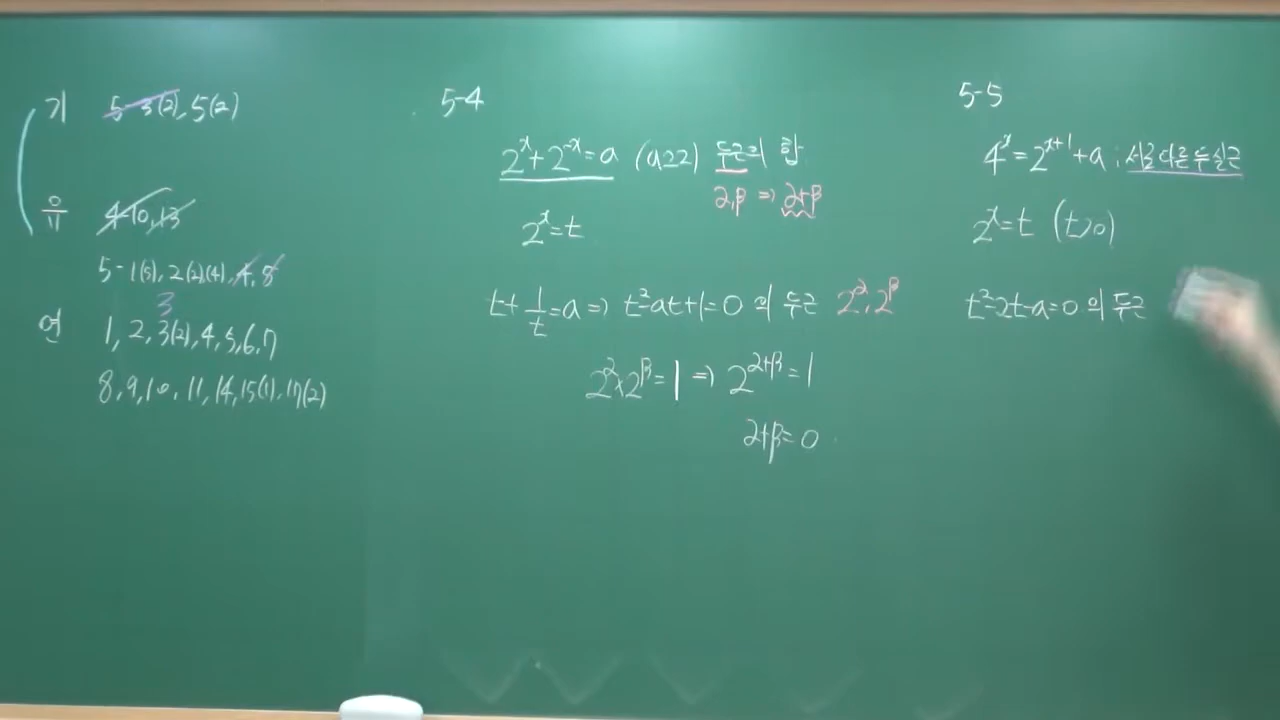 기 5-3(2), 5(2)
유 4-10, 13
5-1(5), 2(2)(4), 4, 8
3
연 1, 2, 3(2), 4, 5, 6, 7
8, 9, 10, 11, 14, 15(1), 17(2)
5-4
2^x+2^-x=a (a≥2) 두근의 합
α, β ⇒ α+β
2^x=t
t+1/t=a ⇒ t²-at+1=0 의 두근 2^α, 2^β
2^α×2^β=1 ⇒ 2^α+β=1
α+β=0
5-5
4^x=2^x+1+a : 서로 다른 두 실근
2^x=t (t>0)
t²-2t-a=0 의 두근